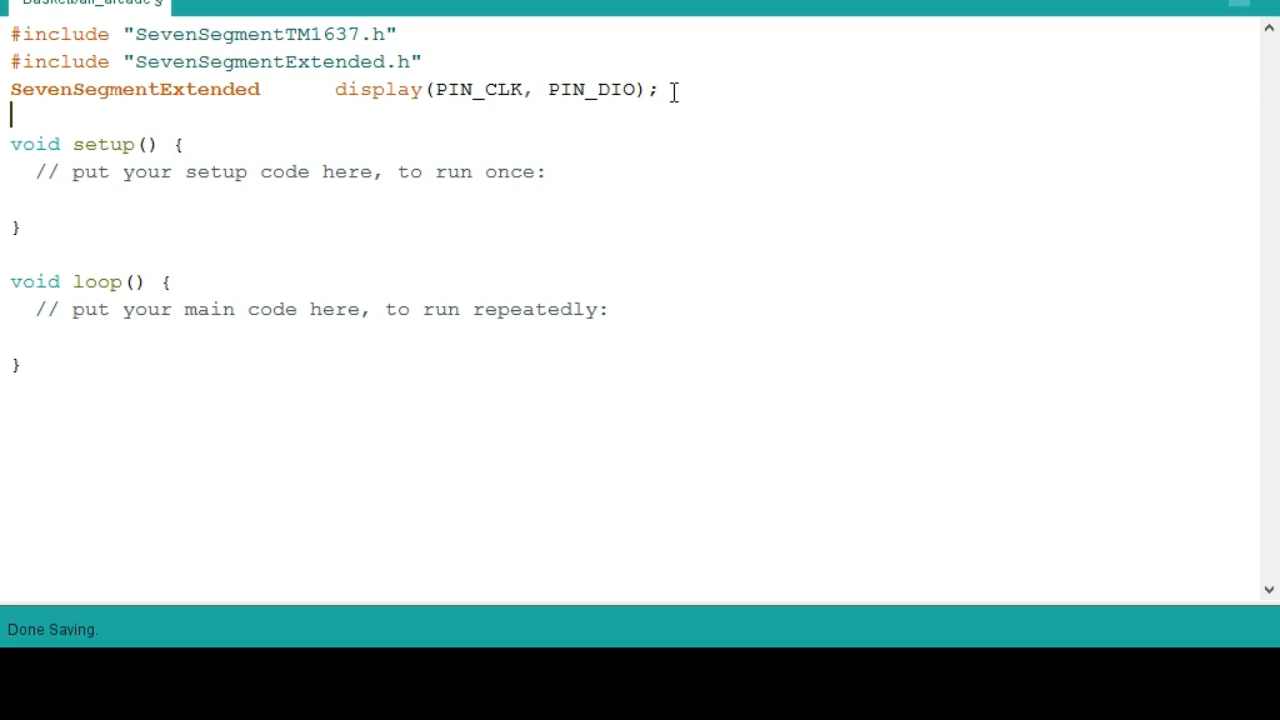 Basketball_arcade §
#include "SevenSegmentTM1637.h"
#include "SevenSegmentExtended.h"
SevenSegmentExtended      display(PIN_CLK, PIN_DIO);
void setup() {
  // put your setup code here, to run once:
}
void loop() {
  // put your main code here, to run repeatedly:
}
Done Saving.